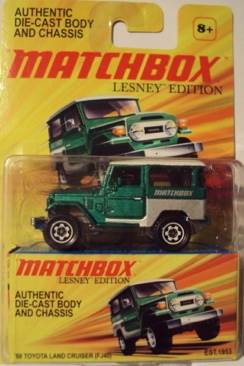 AUTHENTIC
DIE-CAST BODY
AND CHASSIS
8+
MATCHBOX
LESNEY EDITION
MATCHBOX
MATCHBOX
LESNEY EDITION
AUTHENTIC
DIE-CAST BODY
AND CHASSIS
'68 TOYOTA LAND CRUISER (FJ40)
EST. 1953